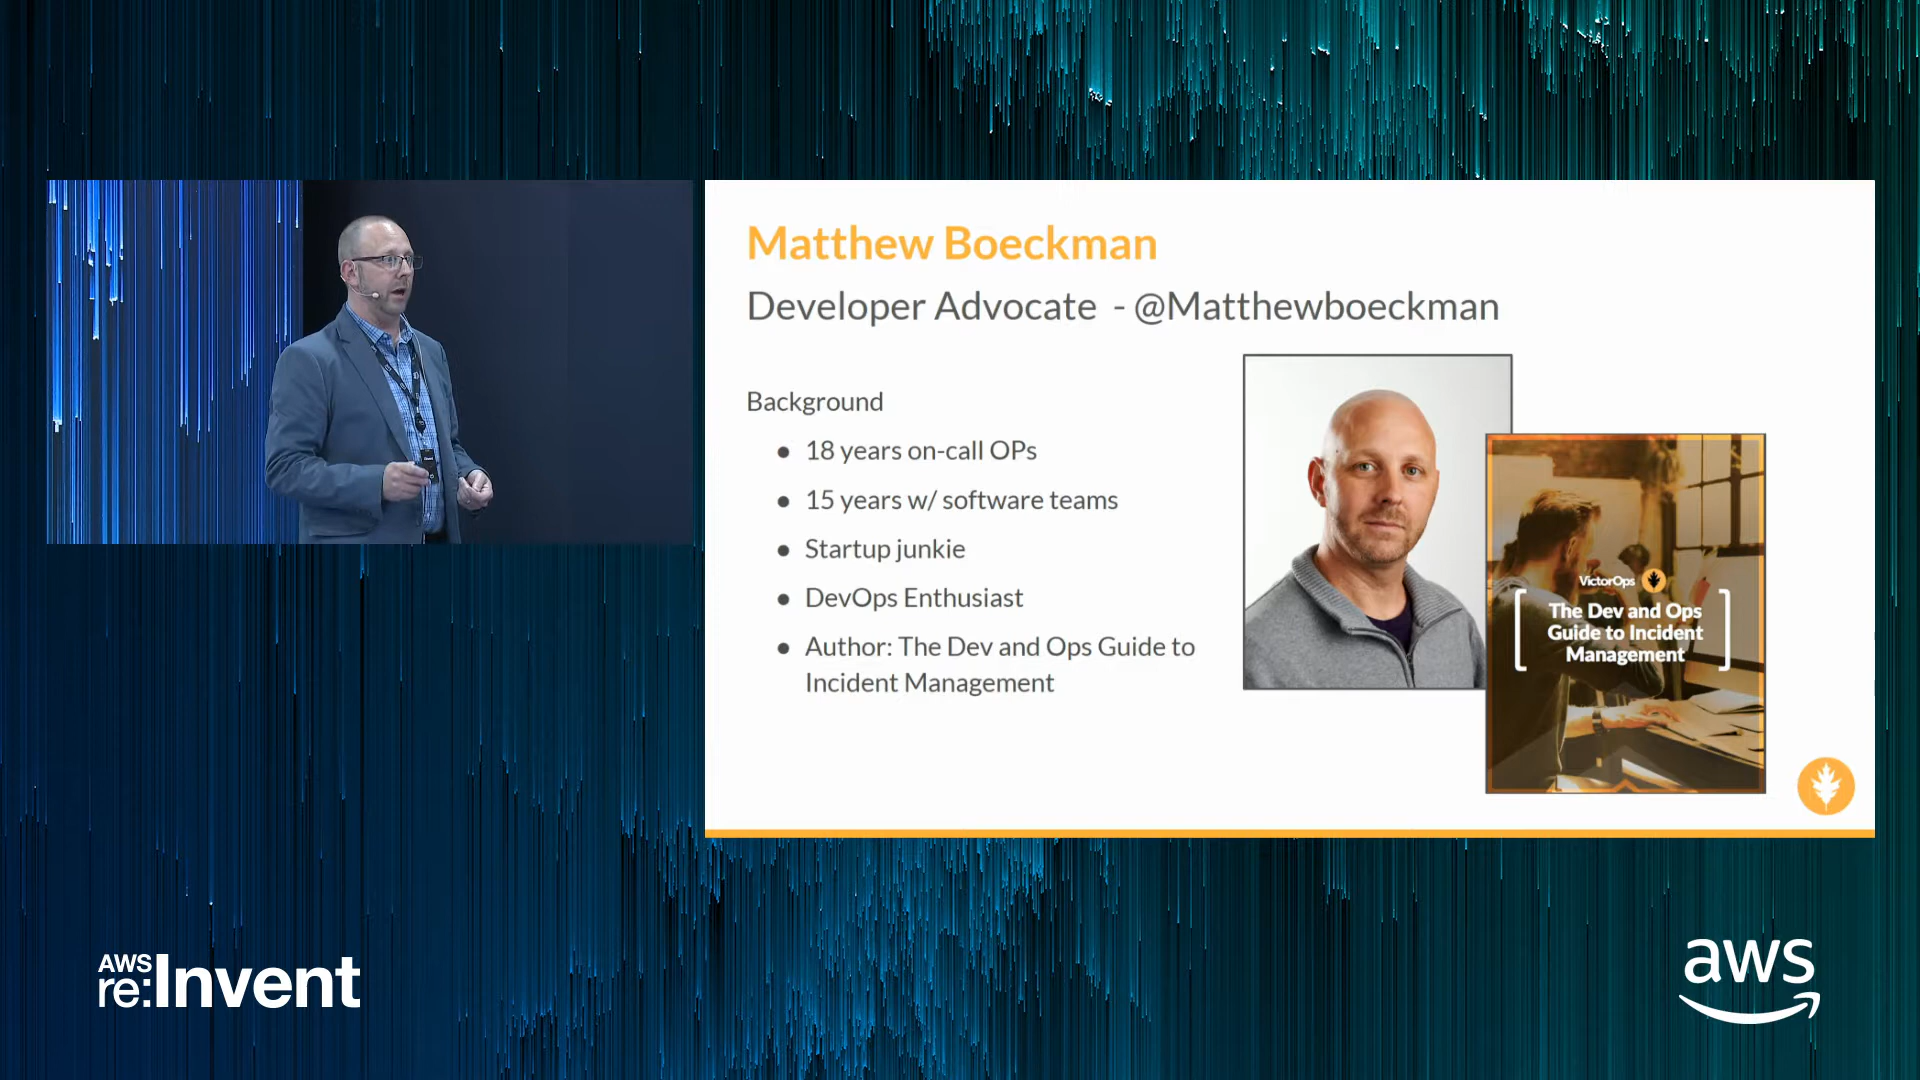 Matthew Boeckman
Developer Advocate - @Matthewboeckman
Background
● 18 years on-call OPs
● 15 years w/ software teams
● Startup junkie
● DevOps Enthusiast
● Author: The Dev and Ops Guide to
Incident Management
VictorOps
The Dev and Ops
Guide to Incident
Management
AWS
re:Invent
aws